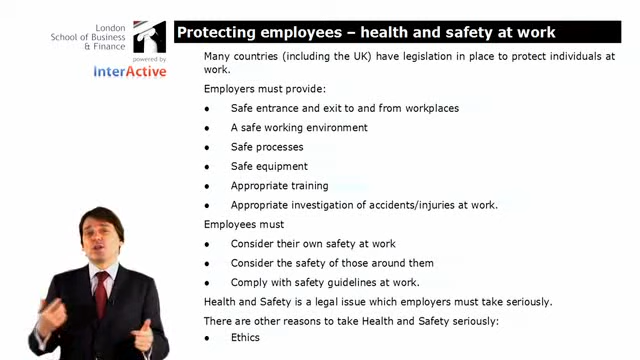 London
School of Business
& Finance
powered by
InterActive
Protecting employees – health and safety at work
Many countries (including the UK) have legislation in place to protect individuals at
work.
Employers must provide:
● Safe entrance and exit to and from workplaces
● A safe working environment
● Safe processes
● Safe equipment
● Appropriate training
● Appropriate investigation of accidents/injuries at work.
Employees must
● Consider their own safety at work
● Consider the safety of those around them
● Comply with safety guidelines at work.
Health and Safety is a legal issue which employers must take seriously.
There are other reasons to take Health and Safety seriously:
● Ethics